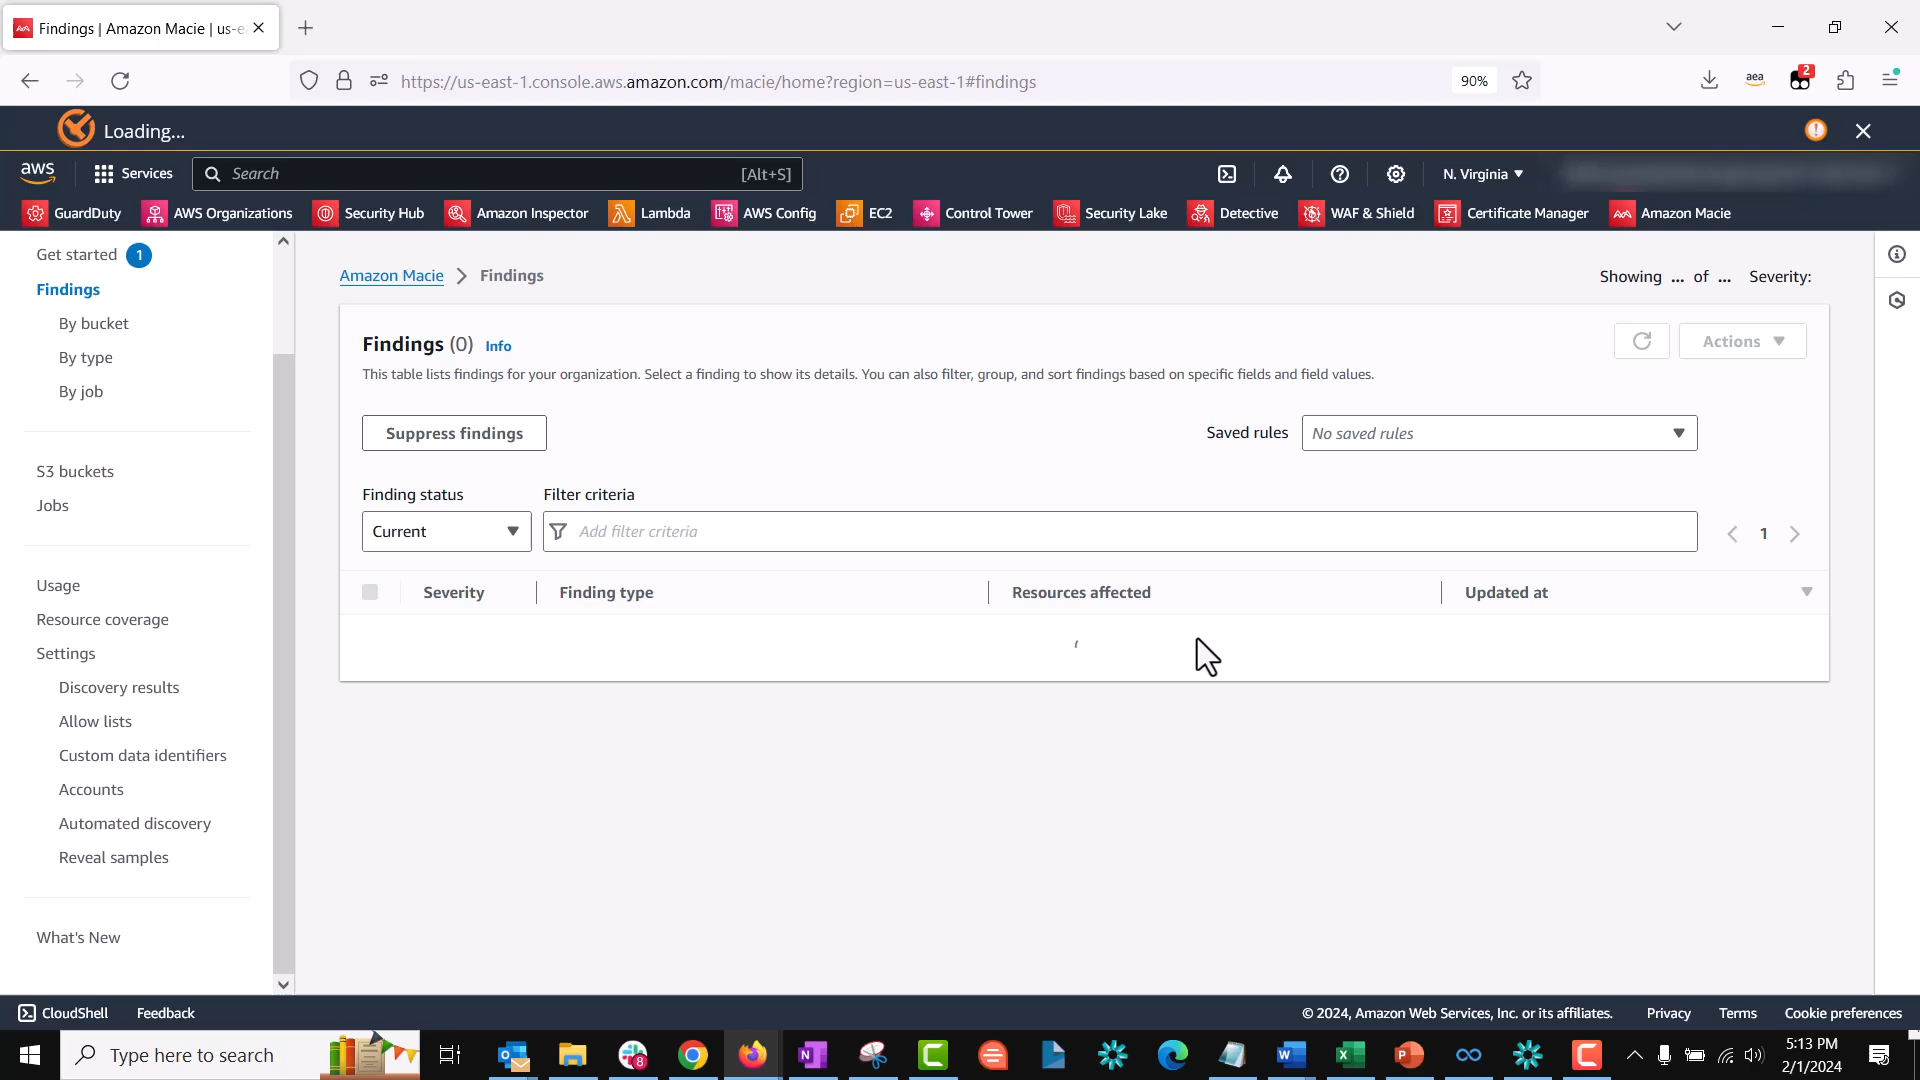 Findings | Amazon Macie | us-e
https://us-east-1.console.aws.amazon.com/macie/home?region=us-east-1#findings
90%
aea
2
Loading...
aws
Services
Search
[Alt+S]
N. Virginia
GuardDuty
AWS Organizations
Security Hub
Amazon Inspector
Lambda
AWS Config
EC2
Control Tower
Security Lake
Detective
WAF & Shield
Certificate Manager
Amazon Macie
Get started 1
Findings
By bucket
By type
By job
S3 buckets
Jobs
Usage
Resource coverage
Settings
Discovery results
Allow lists
Custom data identifiers
Accounts
Automated discovery
Reveal samples
What's New
Amazon Macie > Findings
Showing ... of ... Severity:
Findings (0) Info
Actions
This table lists findings for your organization. Select a finding to show its details. You can also filter, group, and sort findings based on specific fields and field values.
Suppress findings
Saved rules
No saved rules
Finding status
Filter criteria
Current
Add filter criteria
1
Severity
Finding type
Resources affected
Updated at
CloudShell
Feedback
© 2024, Amazon Web Services, Inc. or its affiliates.
Privacy
Terms
Cookie preferences
Type here to search
8
5:13 PM
2/1/2024